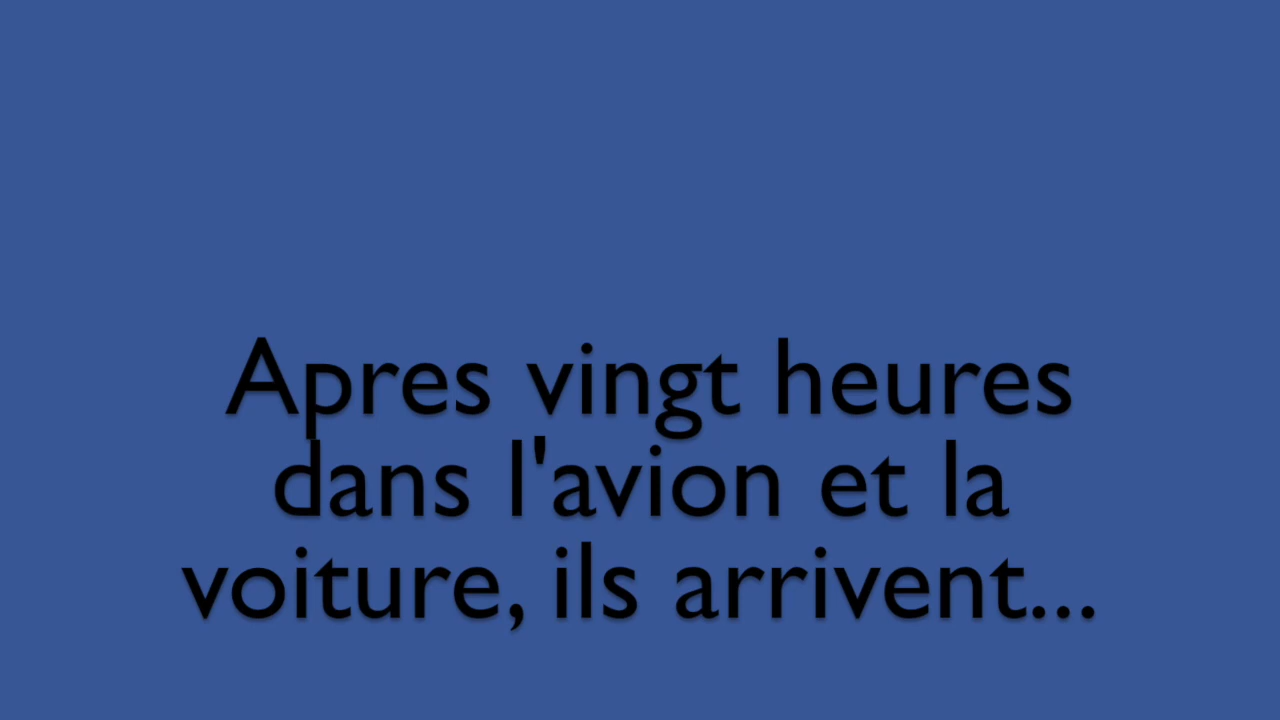 Apres vingt heures
dans l'avion et la
voiture, ils arrivent...